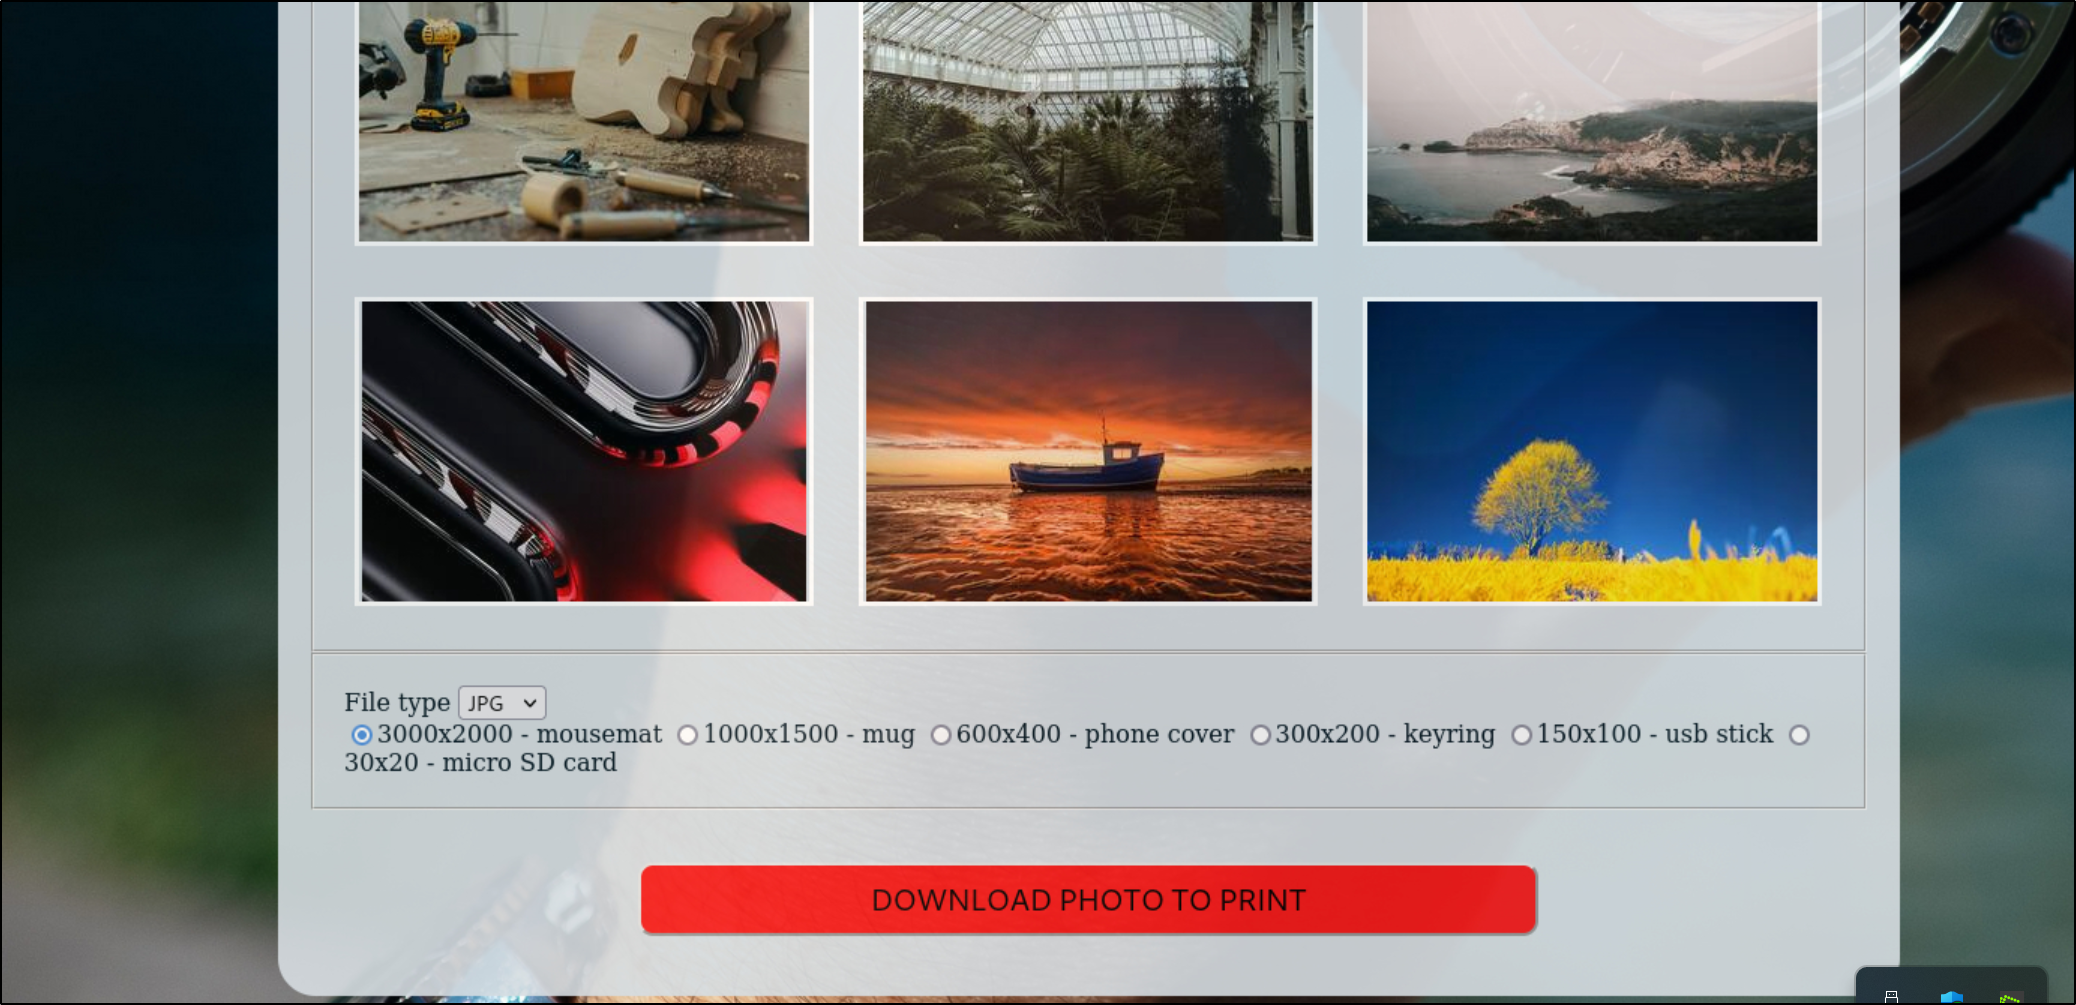 File type JPG
3000x2000 - mousemat 1000x1500 - mug 600x400 - phone cover 300x200 - keyring 150x100 - usb stick
30x20 - micro SD card
DOWNLOAD PHOTO TO PRINT